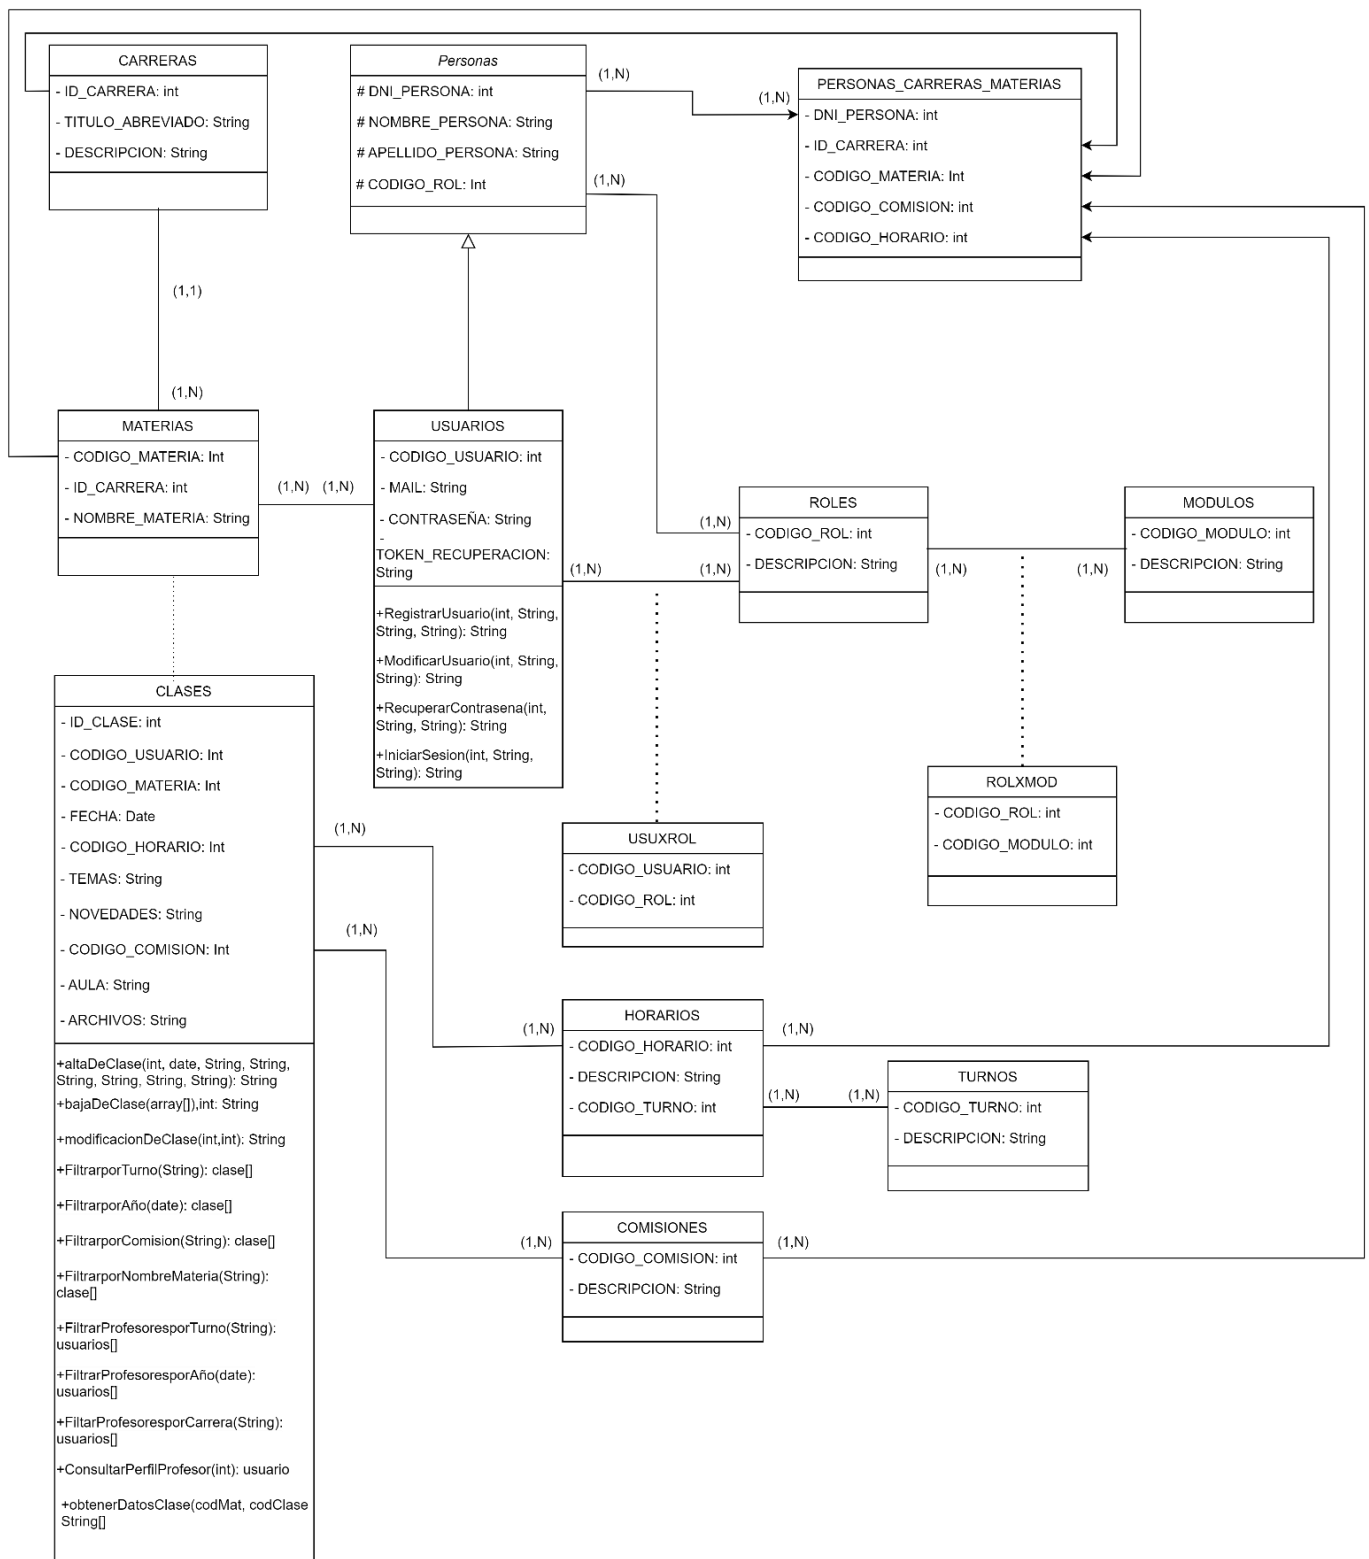 CARRERAS
- ID_CARRERA: int
- TITULO_ABREVIADO: String
- DESCRIPCION: String
Personas
# DNI_PERSONA: int
# NOMBRE_PERSONA: String
# APELLIDO_PERSONA: String
# CODIGO_ROL: Int
(1,N)
(1,N)
(1,N)
PERSONAS_CARRERAS_MATERIAS
- DNI_PERSONA: int
- ID_CARRERA: int
- CODIGO_MATERIA: Int
- CODIGO_COMISION: int
- CODIGO_HORARIO: int
(1,1)
(1,N)
MATERIAS
- CODIGO_MATERIA: Int
- ID_CARRERA: int
- NOMBRE_MATERIA: String
(1,N)
(1,N)
USUARIOS
- CODIGO_USUARIO: int
- MAIL: String
- CONTRASEÑA: String
-
TOKEN_RECUPERACION:
String
+RegistrarUsuario(int, String,
String, String): String
+ModificarUsuario(int, String,
String): String
+RecuperarContrasena(int,
String, String): String
+IniciarSesion(int, String,
String): String
(1,N)
(1,N)
(1,N)
ROLES
- CODIGO_ROL: int
- DESCRIPCION: String
(1,N)
(1,N)
MODULOS
- CODIGO_MODULO: int
- DESCRIPCION: String
CLASES
- ID_CLASE: int
- CODIGO_USUARIO: Int
- CODIGO_MATERIA: Int
- FECHA: Date
- CODIGO_HORARIO: Int
- TEMAS: String
- NOVEDADES: String
- CODIGO_COMISION: Int
- AULA: String
- ARCHIVOS: String
+altaDeClase(int, date, String, String,
String, String, String, String): String
+bajaDeClase(array[]),int: String
+modificacionDeClase(int,int): String
+FiltrarporTurno(String): clase[]
+FiltrarporAño(date): clase[]
+FiltrarporComision(String): clase[]
+FiltrarporNombreMateria(String):
clase[]
+FiltrarProfesoresporTurno(String):
usuarios[]
+FiltrarProfesoresporAño(date):
usuarios[]
+FiltarProfesoresporCarrera(String):
usuarios[]
+ConsultarPerfilProfesor(int): usuario
+obtenerDatosClase(codMat, codClase
String[]
(1,N)
(1,N)
USUXROL
- CODIGO_USUARIO: int
- CODIGO_ROL: int
ROLXMOD
- CODIGO_ROL: int
- CODIGO_MODULO: int
(1,N)
HORARIOS
- CODIGO_HORARIO: int
- DESCRIPCION: String
- CODIGO_TURNO: int
(1,N)
(1,N)
(1,N)
TURNOS
- CODIGO_TURNO: int
- DESCRIPCION: String
(1,N)
COMISIONES
- CODIGO_COMISION: int
- DESCRIPCION: String
(1,N)